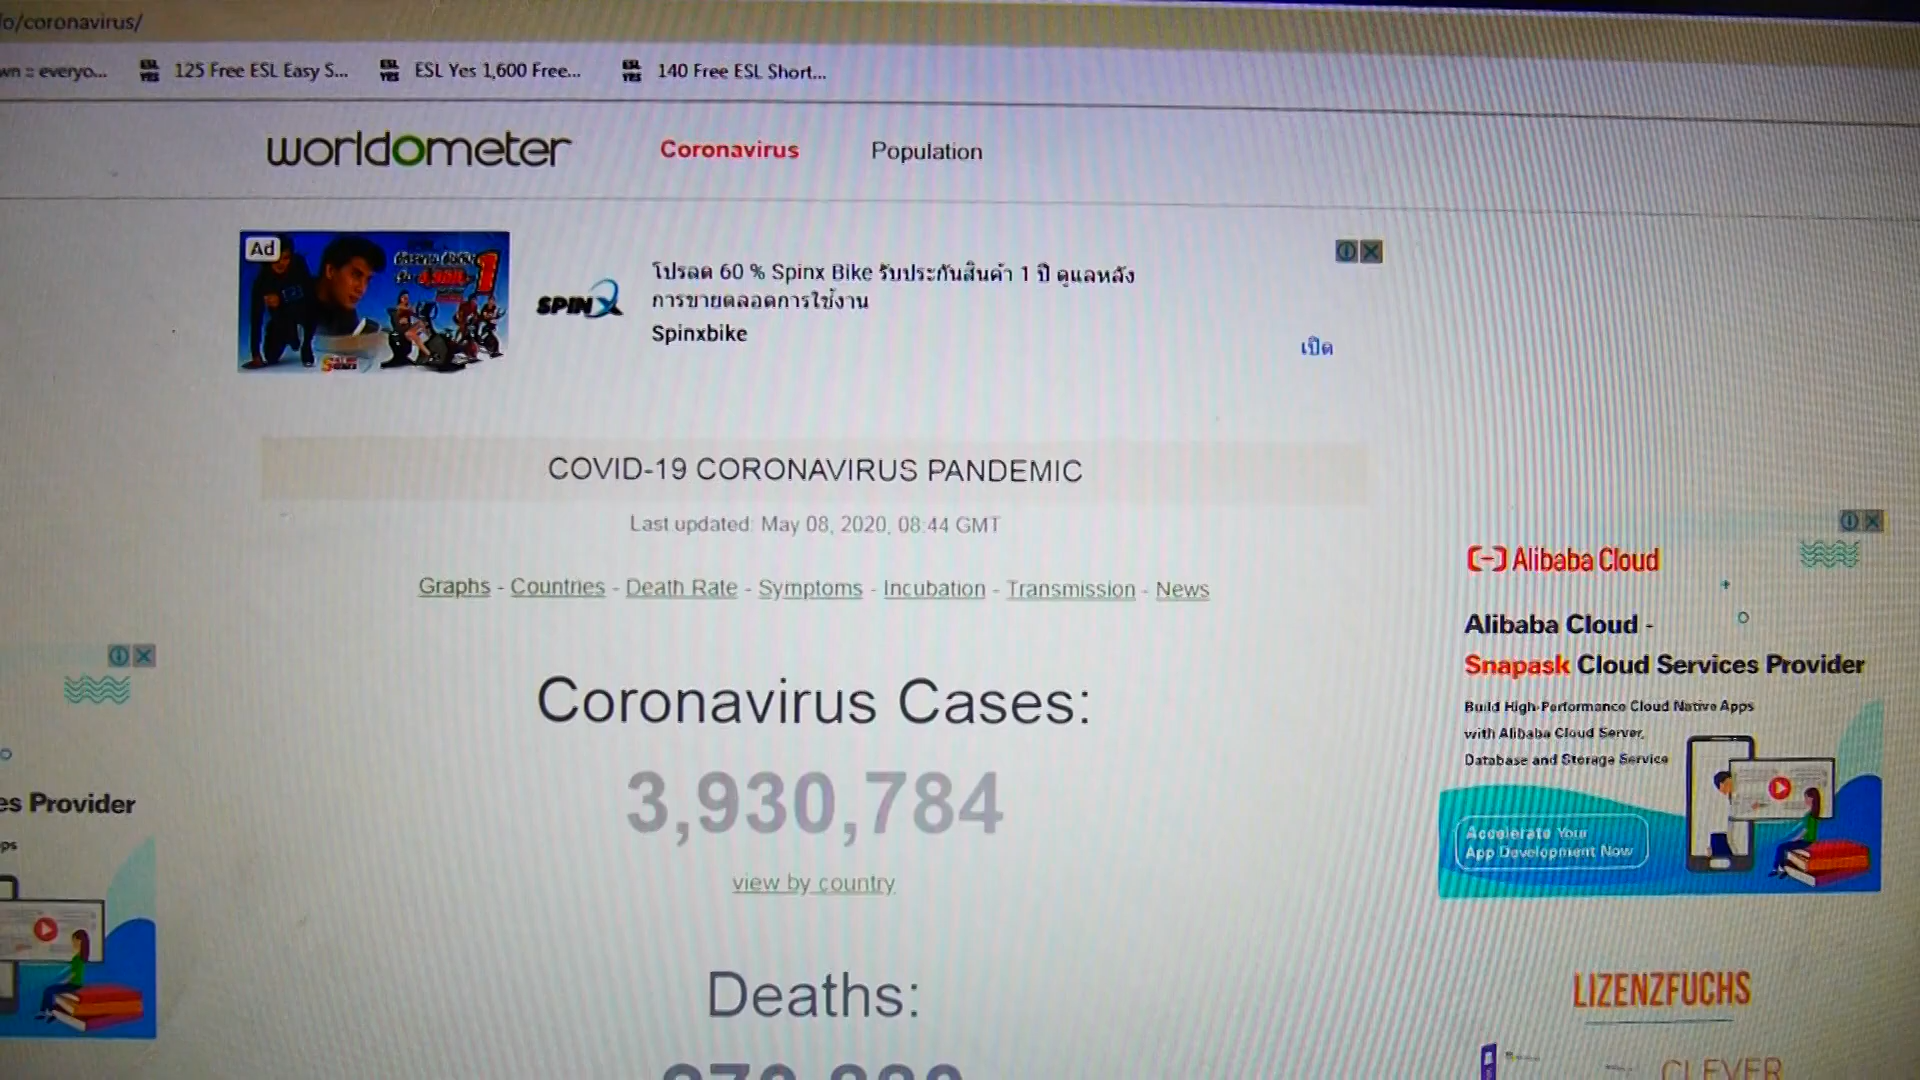 o/coronavirus/
wn :: everyo...
125 Free ESL Easy S...
ESL Yes 1,600 Free...
140 Free ESL Short...
worldometer
Coronavirus
Population
Ad
SPINX
โปรลด 60 % Spinx Bike รับประกันสินค้า 1 ปี ดูแลหลัง
การขายตลอดการใช้งาน
Spinxbike
เปิด
COVID-19 CORONAVIRUS PANDEMIC
Last updated: May 08, 2020, 08:44 GMT
Graphs - Countries - Death Rate - Symptoms - Incubation - Transmission - News
Coronavirus Cases:
3,930,784
view by country
Deaths:
es Provider
ps
Alibaba Cloud
Alibaba Cloud -
Snapask Cloud Services Provider
Build High-Performance Cloud Native Apps
with Alibaba Cloud Server,
Database and Storage Service
Accelerate Your
App Development Now
LIZENZFUCHS
CLEVER